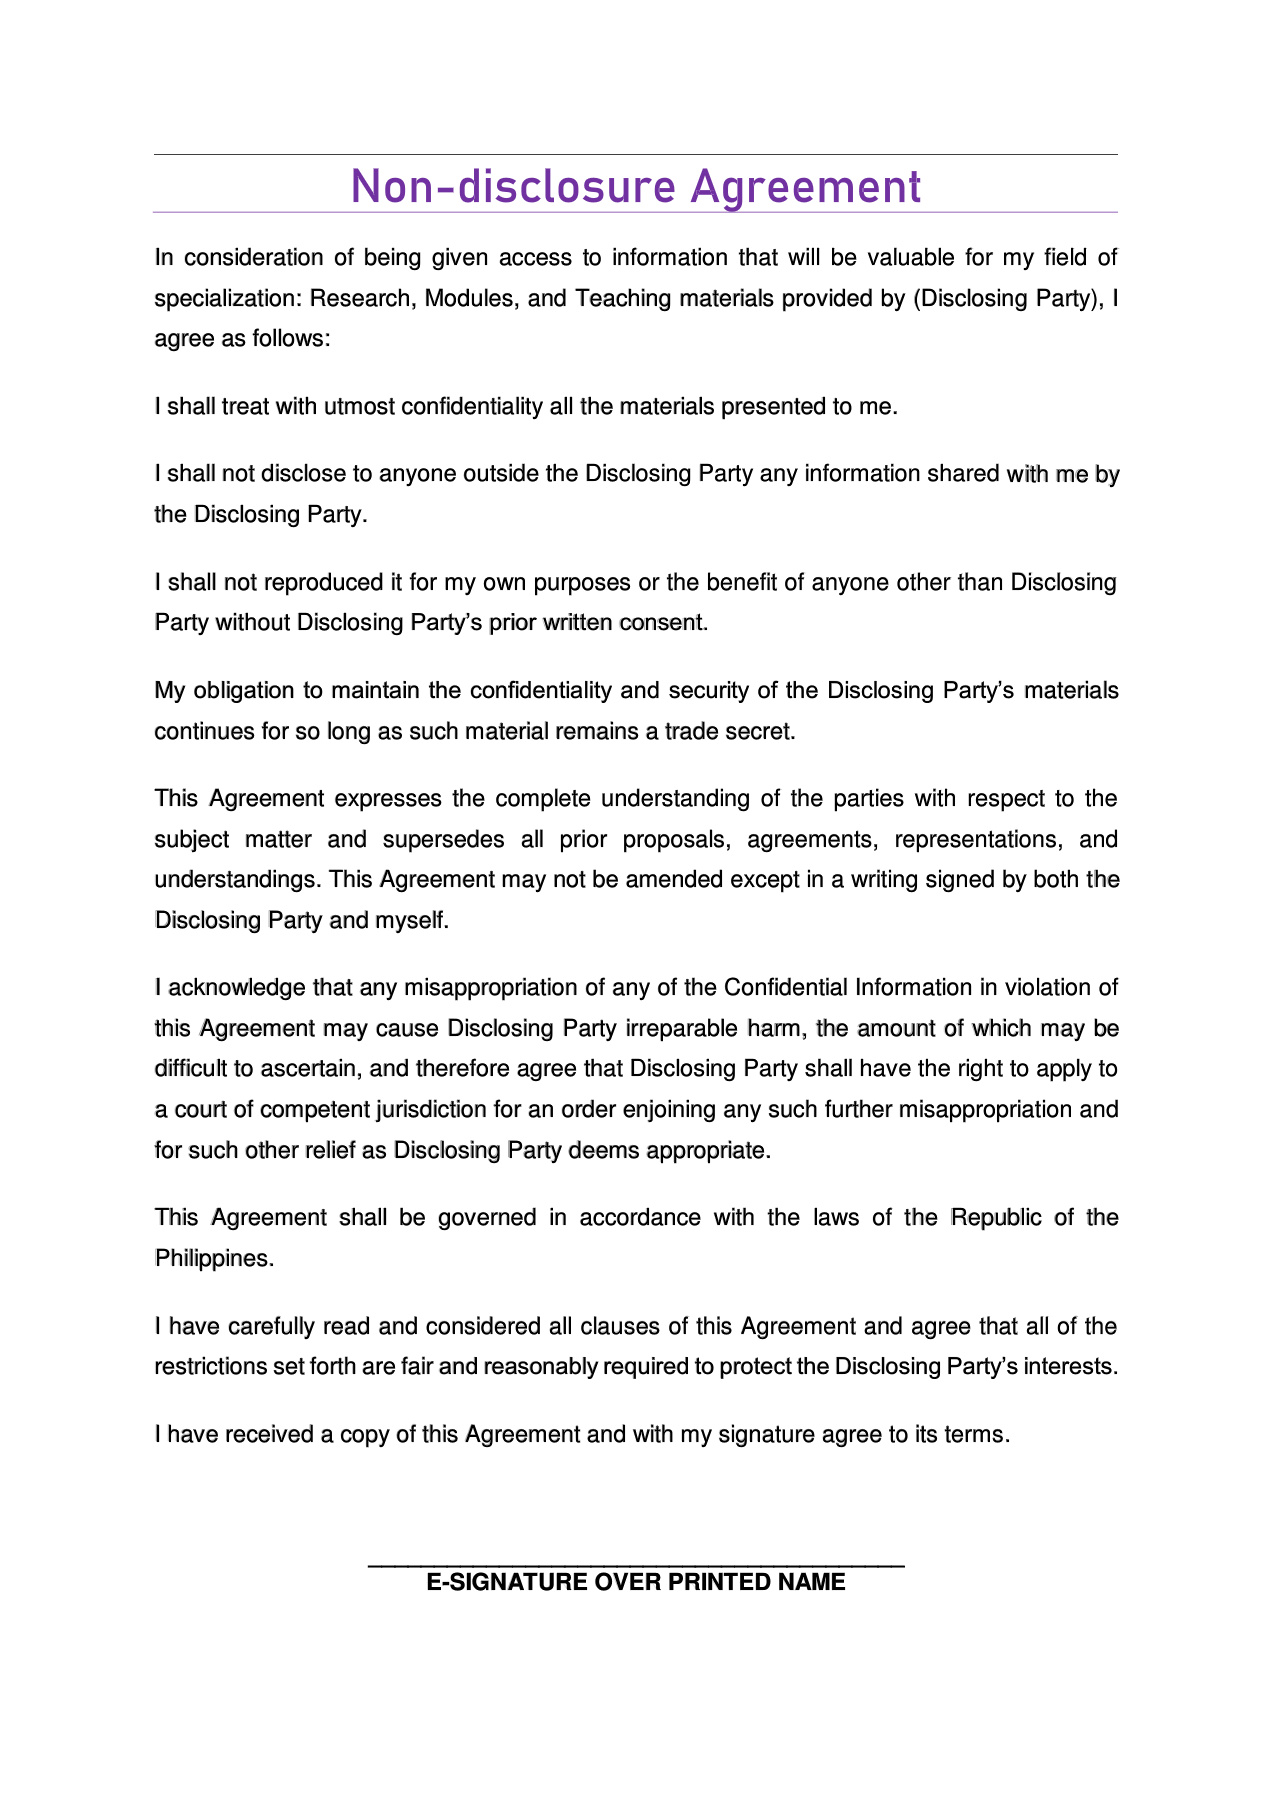 Non-disclosure Agreement
In consideration of being given access to information that will be valuable for my field of
specialization: Research, Modules, and Teaching materials provided by (Disclosing Party), I
agree as follows:
I shall treat with utmost confidentiality all the materials presented to me.
I shall not disclose to anyone outside the Disclosing Party any information shared with me by
the Disclosing Party.
I shall not reproduced it for my own purposes or the benefit of anyone other than Disclosing
Party without Disclosing Party’s prior written consent.
My obligation to maintain the confidentiality and security of the Disclosing Party’s materials
continues for so long as such material remains a trade secret.
This Agreement expresses the complete understanding of the parties with respect to the
subject matter and supersedes all prior proposals, agreements, representations, and
understandings. This Agreement may not be amended except in a writing signed by both the
Disclosing Party and myself.
I acknowledge that any misappropriation of any of the Confidential Information in violation of
this Agreement may cause Disclosing Party irreparable harm, the amount of which may be
difficult to ascertain, and therefore agree that Disclosing Party shall have the right to apply to
a court of competent jurisdiction for an order enjoining any such further misappropriation and
for such other relief as Disclosing Party deems appropriate.
This Agreement shall be governed in accordance with the laws of the Republic of the
Philippines.
I have carefully read and considered all clauses of this Agreement and agree that all of the
restrictions set forth are fair and reasonably required to protect the Disclosing Party’s interests.
I have received a copy of this Agreement and with my signature agree to its terms.
E-SIGNATURE OVER PRINTED NAME